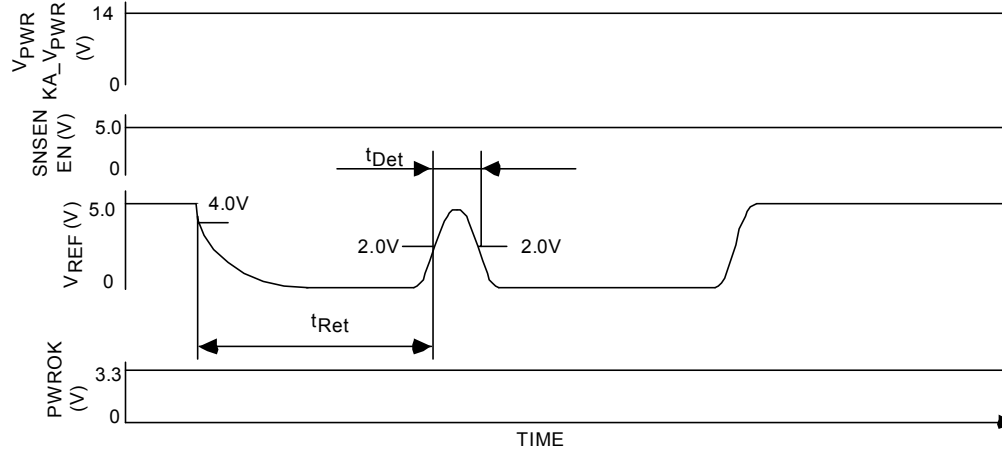 VPWR
KA_VPWR
(V)
14
0
SNSEN
EN (V)
5.0
0
tDet
VREF (V)
5.0
0
4.0V
2.0V
2.0V
tRet
PWROK
(V)
3.3
0
TIME